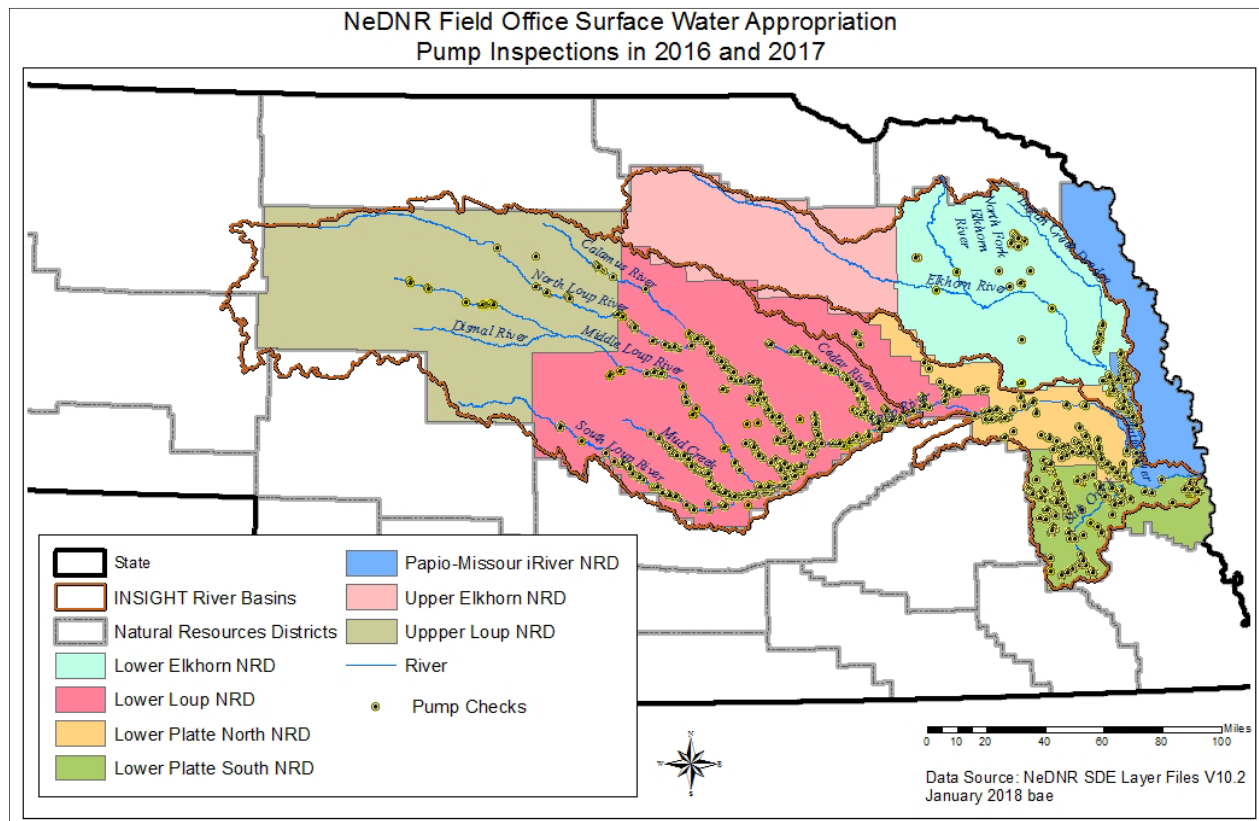 NeDNR Field Office Surface Water Appropriation
Pump Inspections in 2016 and 2017
North Fork
Elkhorn
River
Elkhorn River
Calamus River
North Loup River
Dismal River
Middle Loup River
Cedar River
Mud Creek
South Loup River
River
State
INSIGHT River Basins
Natural Resources Districts
Lower Elkhorn NRD
Lower Loup NRD
Lower Platte North NRD
Lower Platte South NRD
Papio-Missour iRiver NRD
Upper Elkhorn NRD
Uppper Loup NRD
River
Pump Checks
N
W
E
S
Miles
0 10 20 40 60 80 100
Data Source: NeDNR SDE Layer Files V10.2
January 2018 bae